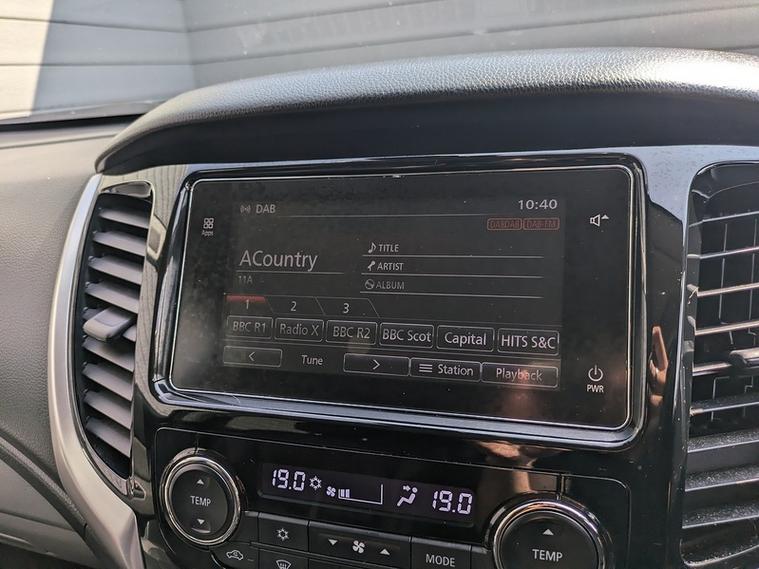 DAB 10:40
Apps
DABDAB DAB-FM
ACountry
11A
TITLE
ARTIST
ALBUM
1 2 3
BBC R1 Radio X BBC R2 BBC Scot Capital HITS S&C
< Tune > Station Playback
PWR
19.0 19.0
TEMP
MODE
TEMP